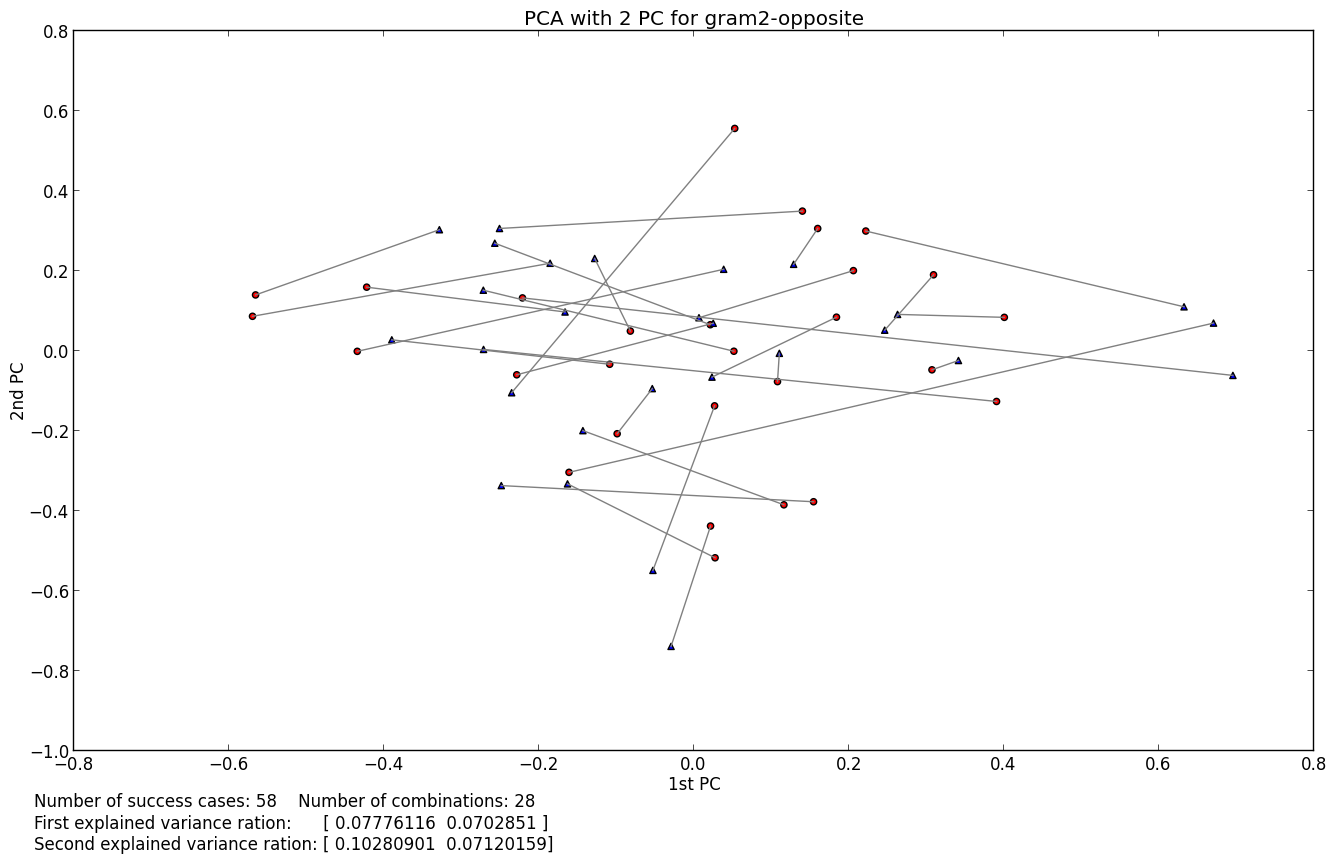 PCA with 2 PC for gram2-opposite
0.8
0.6
0.4
0.2
0.0
−0.2
−0.4
−0.6
−0.8
−1.0
2nd PC
−0.8 −0.6 −0.4 −0.2 0.0 0.2 0.4 0.6 0.8
1st PC
Number of success cases: 58 Number of combinations: 28
First explained variance ration: [ 0.07776116 0.0702851 ]
Second explained variance ration: [ 0.10280901 0.07120159]